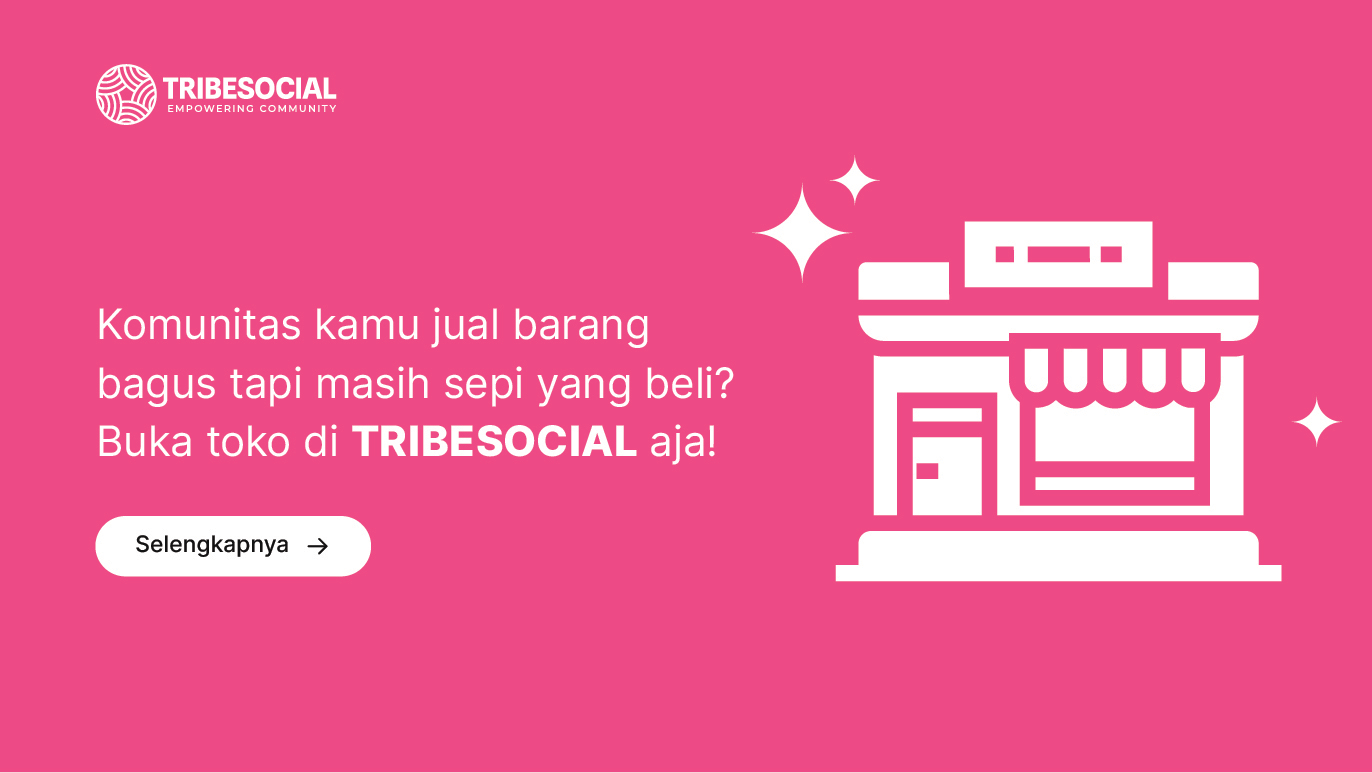 TRIBESOCIAL
EMPOWERING COMMUNITY
Komunitas kamu jual barang
bagus tapi masih sepi yang beli?
Buka toko di TRIBESOCIAL aja!
Selengkapnya →